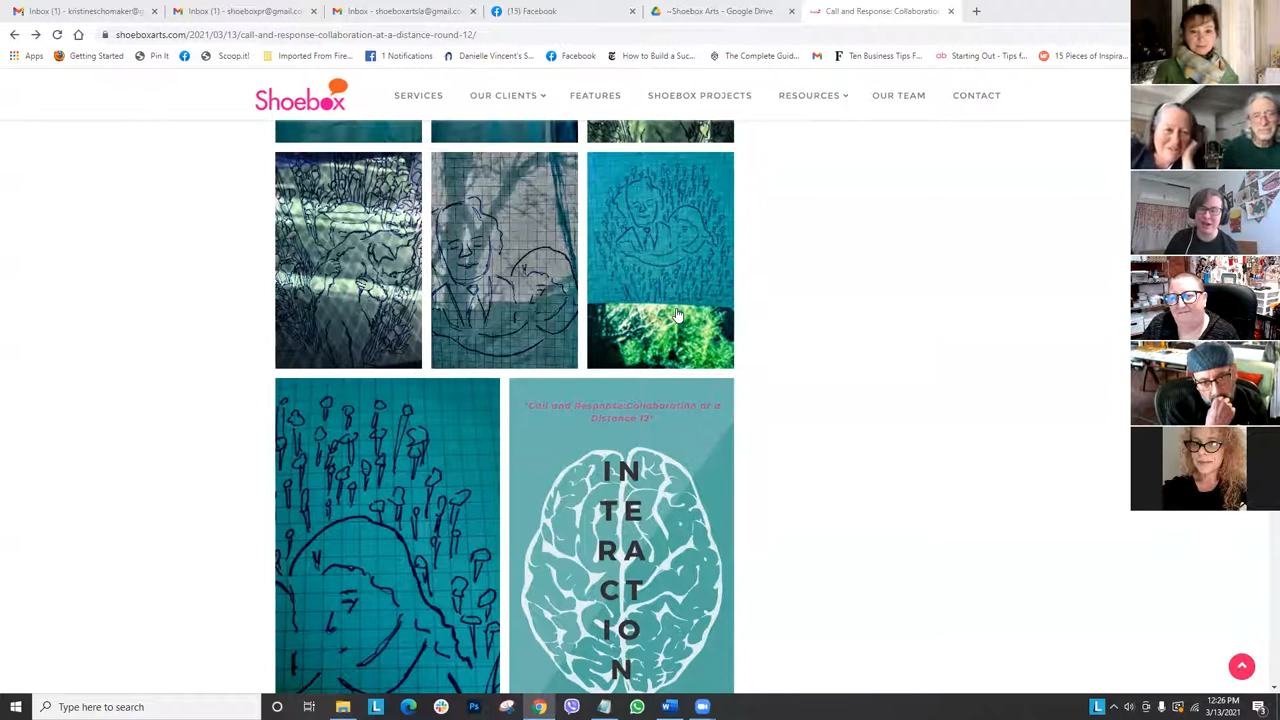 Inbox (1) - kristineschomaker@g
Inbox (1) - shoeboxpr@gmail.co
Inbox - shoeboxartsla@gmail.co
(15) Facebook
~Shoebox Arts - Google Drive
Call and Response: Collaboratio
shoeboxarts.com/2021/03/13/call-and-response-collaboration-at-a-distance-round-12/
Getting Started
Pin It
Scoop.it!
Imported From Fire...
1 Notifications
Danielle Vincent's S...
Facebook
How to Build a Suc...
The Complete Guid...
Ten Business Tips F...
Starting Out - Tips f...
15 Pieces of Inspira...
Shoebox
SERVICES
OUR CLIENTS
FEATURES
SHOEBOX PROJECTS
RESOURCES
OUR TEAM
CONTACT
"Call and Response:Collaboration at a
Distance 12"
IN
TE
RA
CT
IO
N
Type here to search
12:26 PM
3/13/2021